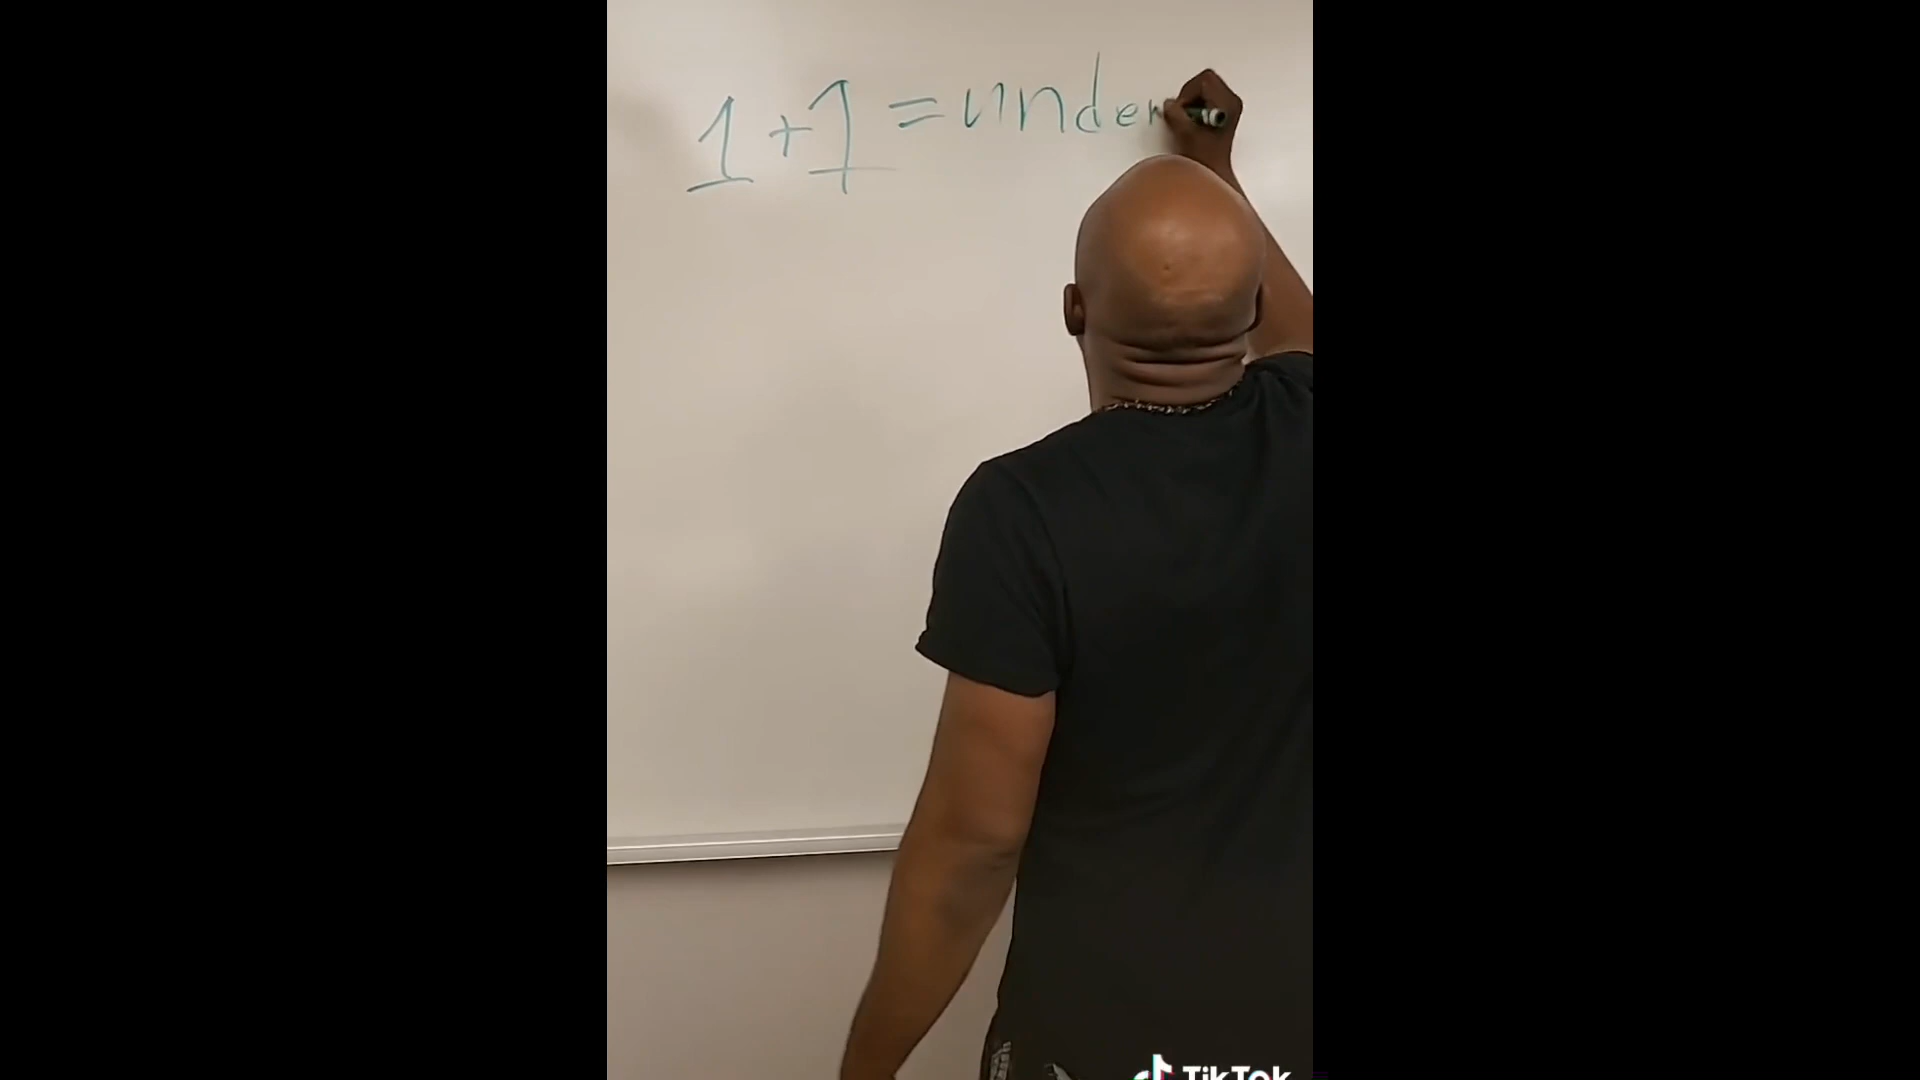 1+1 = under
TikTok